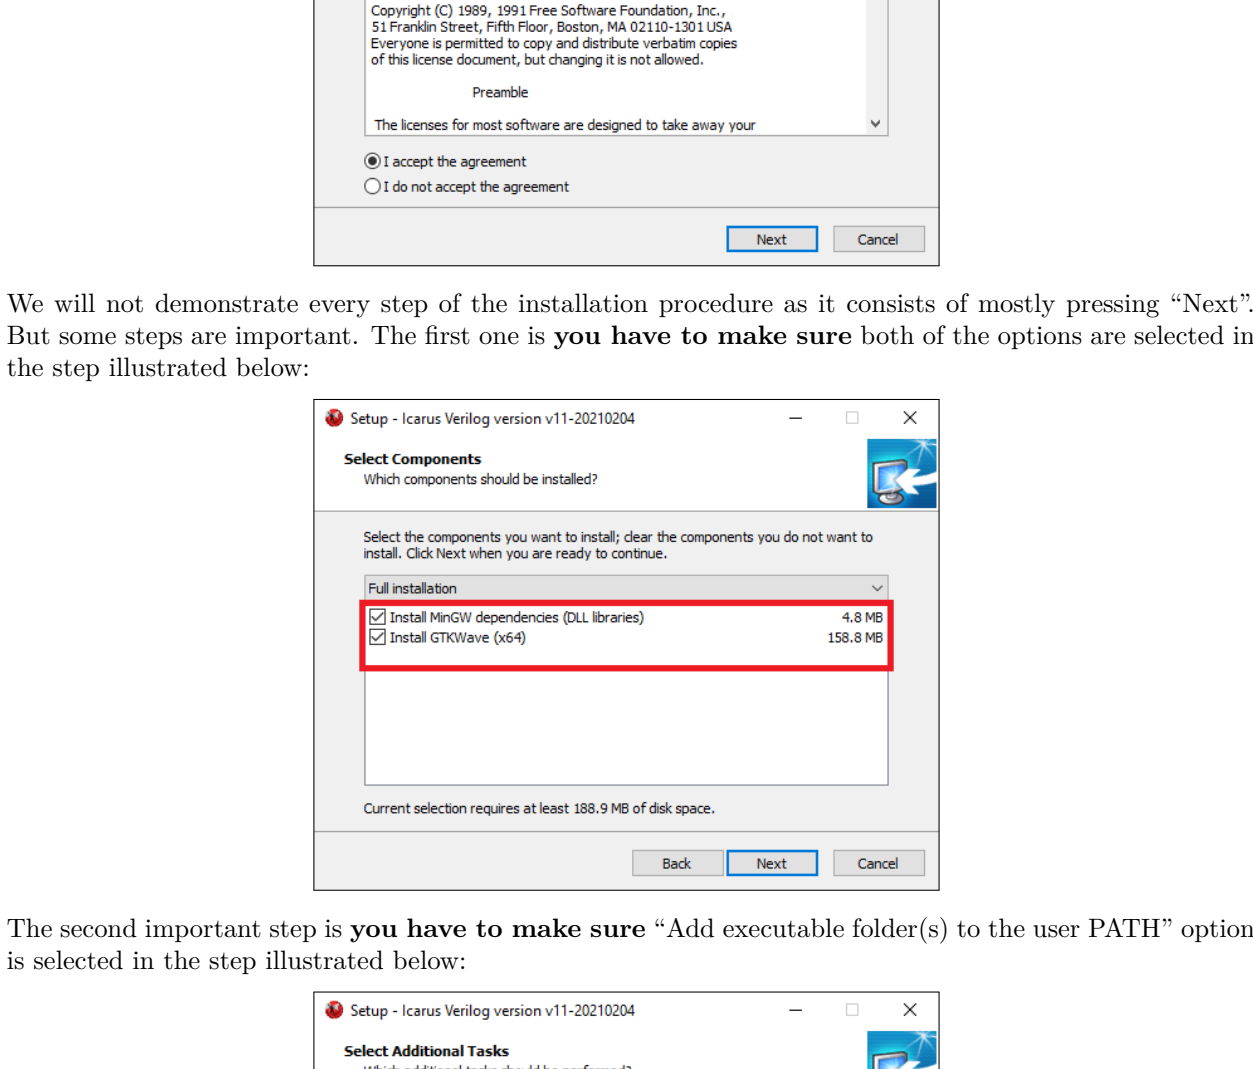 Copyright (C) 1989, 1991 Free Software Foundation, Inc.,
51 Franklin Street, Fifth Floor, Boston, MA 02110-1301 USA
Everyone is permitted to copy and distribute verbatim copies
of this license document, but changing it is not allowed.
Preamble
The licenses for most software are designed to take away your
I accept the agreement
I do not accept the agreement
Next Cancel
We will not demonstrate every step of the installation procedure as it consists of mostly pressing “Next”.
But some steps are important. The first one is you have to make sure both of the options are selected in
the step illustrated below:
Setup - Icarus Verilog version v11-20210204
Select Components
Which components should be installed?
Select the components you want to install; clear the components you do not want to
install. Click Next when you are ready to continue.
Full installation
Install MinGW dependencies (DLL libraries) 4.8 MB
Install GTKWave (x64) 158.8 MB
Current selection requires at least 188.9 MB of disk space.
Back Next Cancel
The second important step is you have to make sure “Add executable folder(s) to the user PATH” option
is selected in the step illustrated below:
Setup - Icarus Verilog version v11-20210204
Select Additional Tasks
Which additional tasks should be performed?